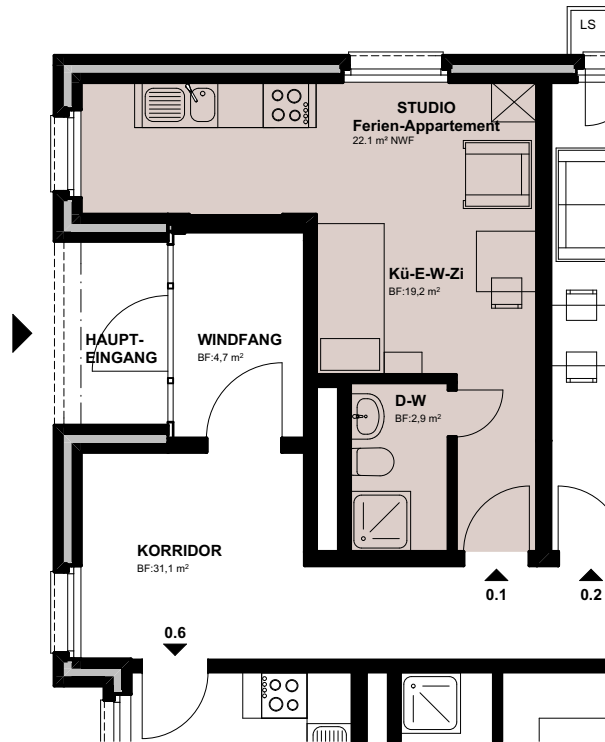 LS
STUDIO
Ferien-Appartement
22.1 m² NWF
Kü-E-W-Zi
BF:19,2 m²
HAUPT-
EINGANG
WINDFANG
BF:4,7 m²
D-W
BF:2,9 m²
KORRIDOR
BF:31,1 m²
0.1
0.2
0.6